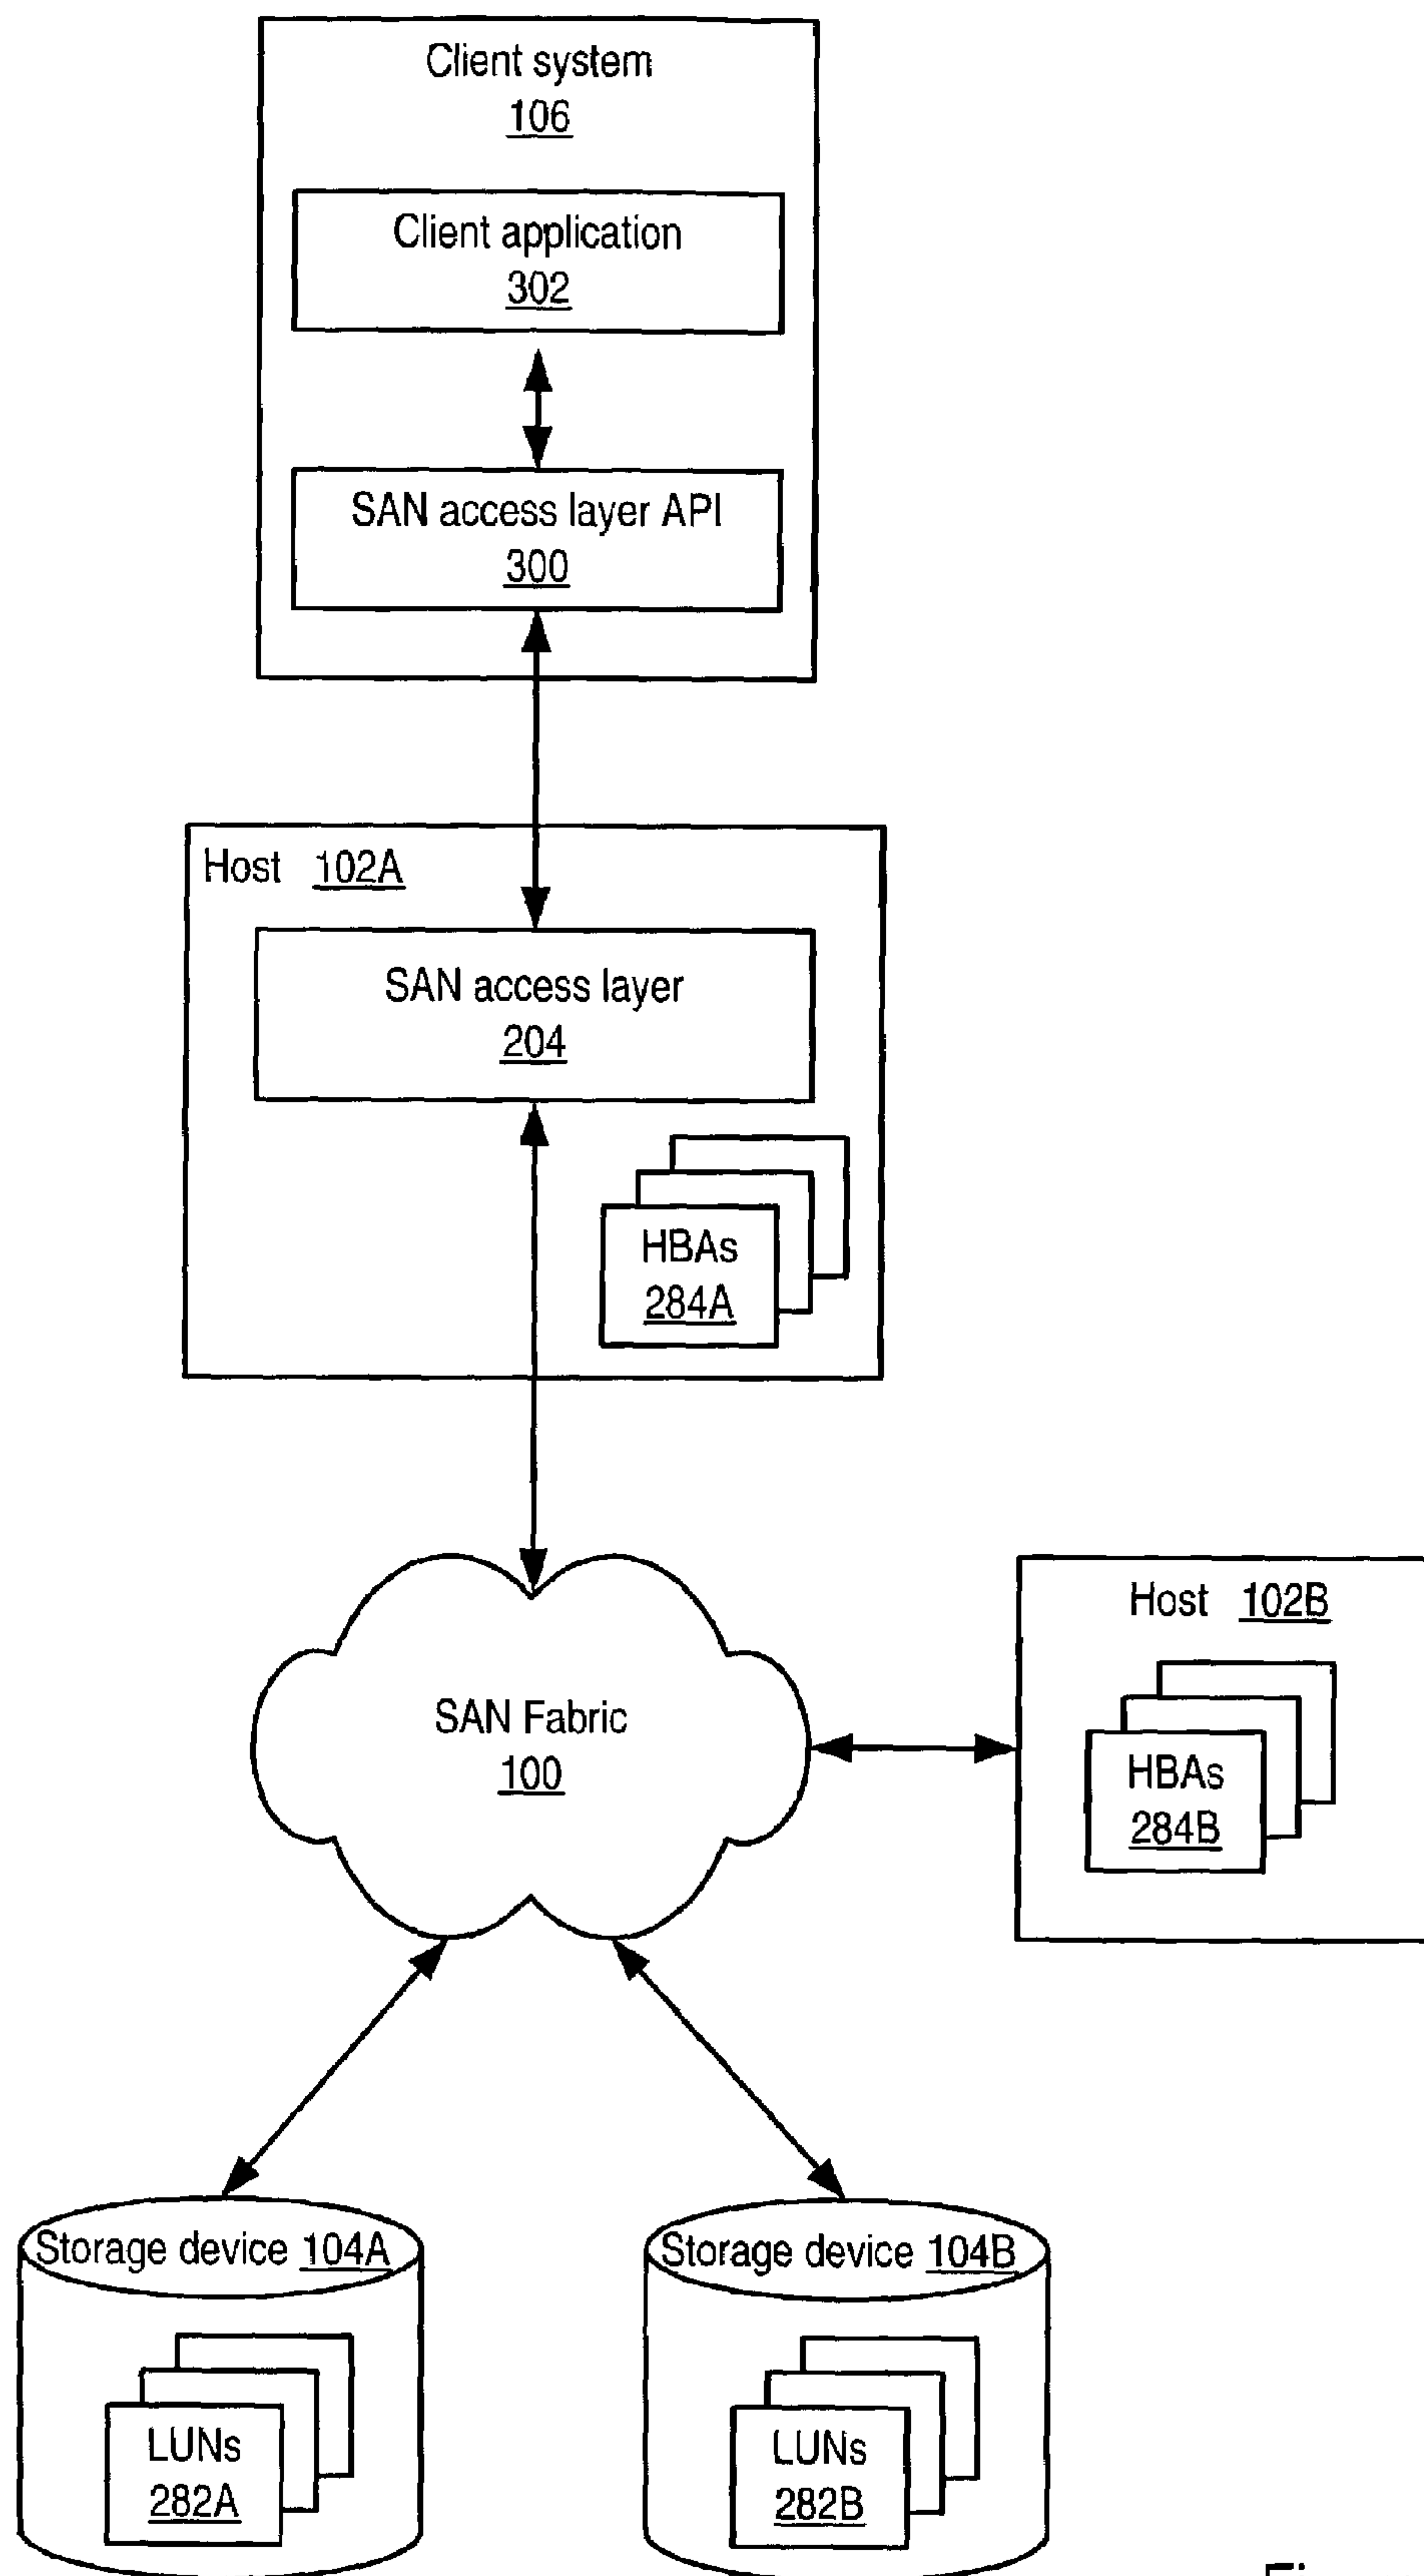 Client system
106
Client application
302
SAN access layer API
300
Host 102A
SAN access layer
204
HBAs
284A
SAN Fabric
100
Host 102B
HBAs
284B
Storage device 104A
LUNs
282A
Storage device 104B
LUNs
282B